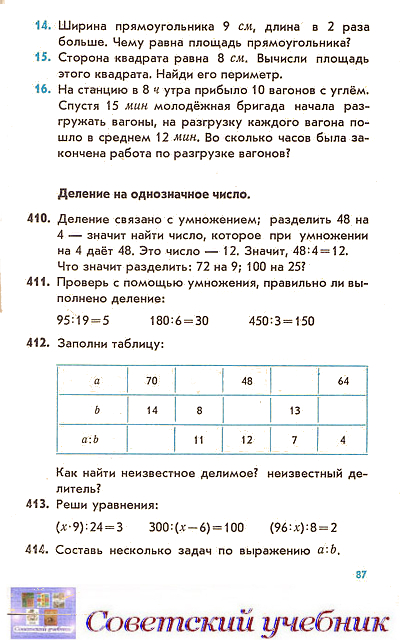 14. Ширина прямоугольника 9 см, длина в 2 раза
больше. Чему равна площадь прямоугольника?
15. Сторона квадрата равна 8 см. Вычисли площадь
этого квадрата. Найди его периметр.
16. На станцию в 8 ч утра прибыло 10 вагонов с углём.
Спустя 15 мин молодёжная бригада начала раз-
гружать вагоны, на разгрузку каждого вагона по-
шло в среднем 12 мин. Во сколько часов была за-
кончена работа по разгрузке вагонов?
Деление на однозначное число.
410. Деление связано с умножением; разделить 48 на
4 — значит найти число, которое при умножении
на 4 даёт 48. Это число — 12. Значит, 48:4=12.
Что значит разделить: 72 на 9; 100 на 25?
411. Проверь с помощью умножения, правильно ли вы-
полнено деление:
95:19=5 180:6=30 450:3=150
412. Заполни таблицу:
a 70 48 64
b 14 8 13
a:b 11 12 7 4
Как найти неизвестное делимое? неизвестный де-
литель?
413. Реши уравнения:
(x·9):24=3 300:(x−6)=100 (96:x):8=2
414. Составь несколько задач по выражению a:b.
87
Советский учебник
Советский учебник